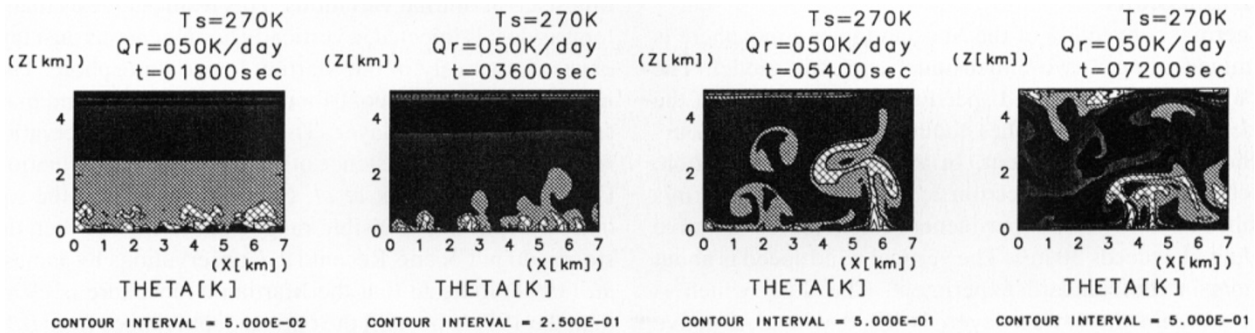 Ts=270K
Qr=050K/day
(Z[km]) t=01800sec
4
2
0
0 1 2 3 4 5 6 7
(X[km])
THETA[K]
CONTOUR INTERVAL = 5.000E-02
Ts=270K
Qr=050K/day
(Z[km]) t=03600sec
4
2
0
0 1 2 3 4 5 6 7
(X[km])
THETA[K]
CONTOUR INTERVAL = 2.500E-01
Ts=270K
Qr=050K/day
(Z[km]) t=05400sec
4
2
0
0 1 2 3 4 5 6 7
(X[km])
THETA[K]
CONTOUR INTERVAL = 5.000E-01
Ts=270K
Qr=050K/day
(Z[km]) t=07200sec
4
2
0
0 1 2 3 4 5 6 7
(X[km])
THETA[K]
CONTOUR INTERVAL = 5.000E-01